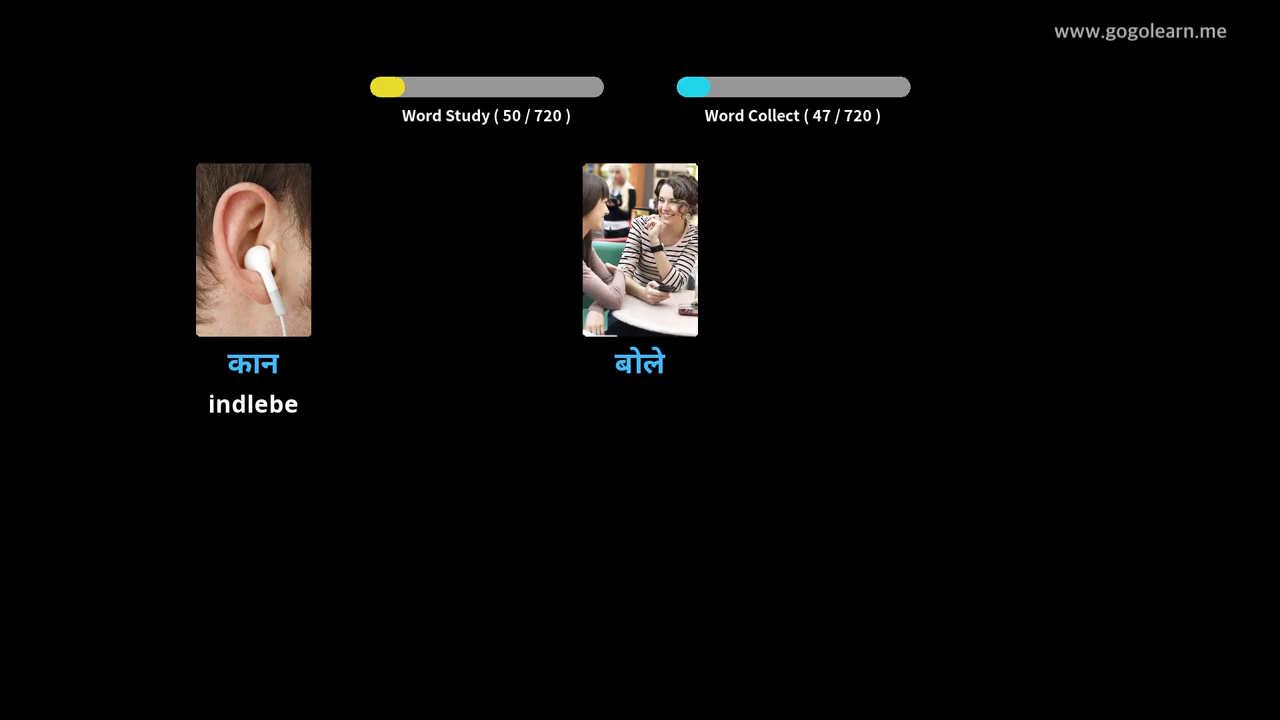 www.gogolearn.me
Word Study ( 50 / 720 )
Word Collect ( 47 / 720 )
कान
बोले
indlebe